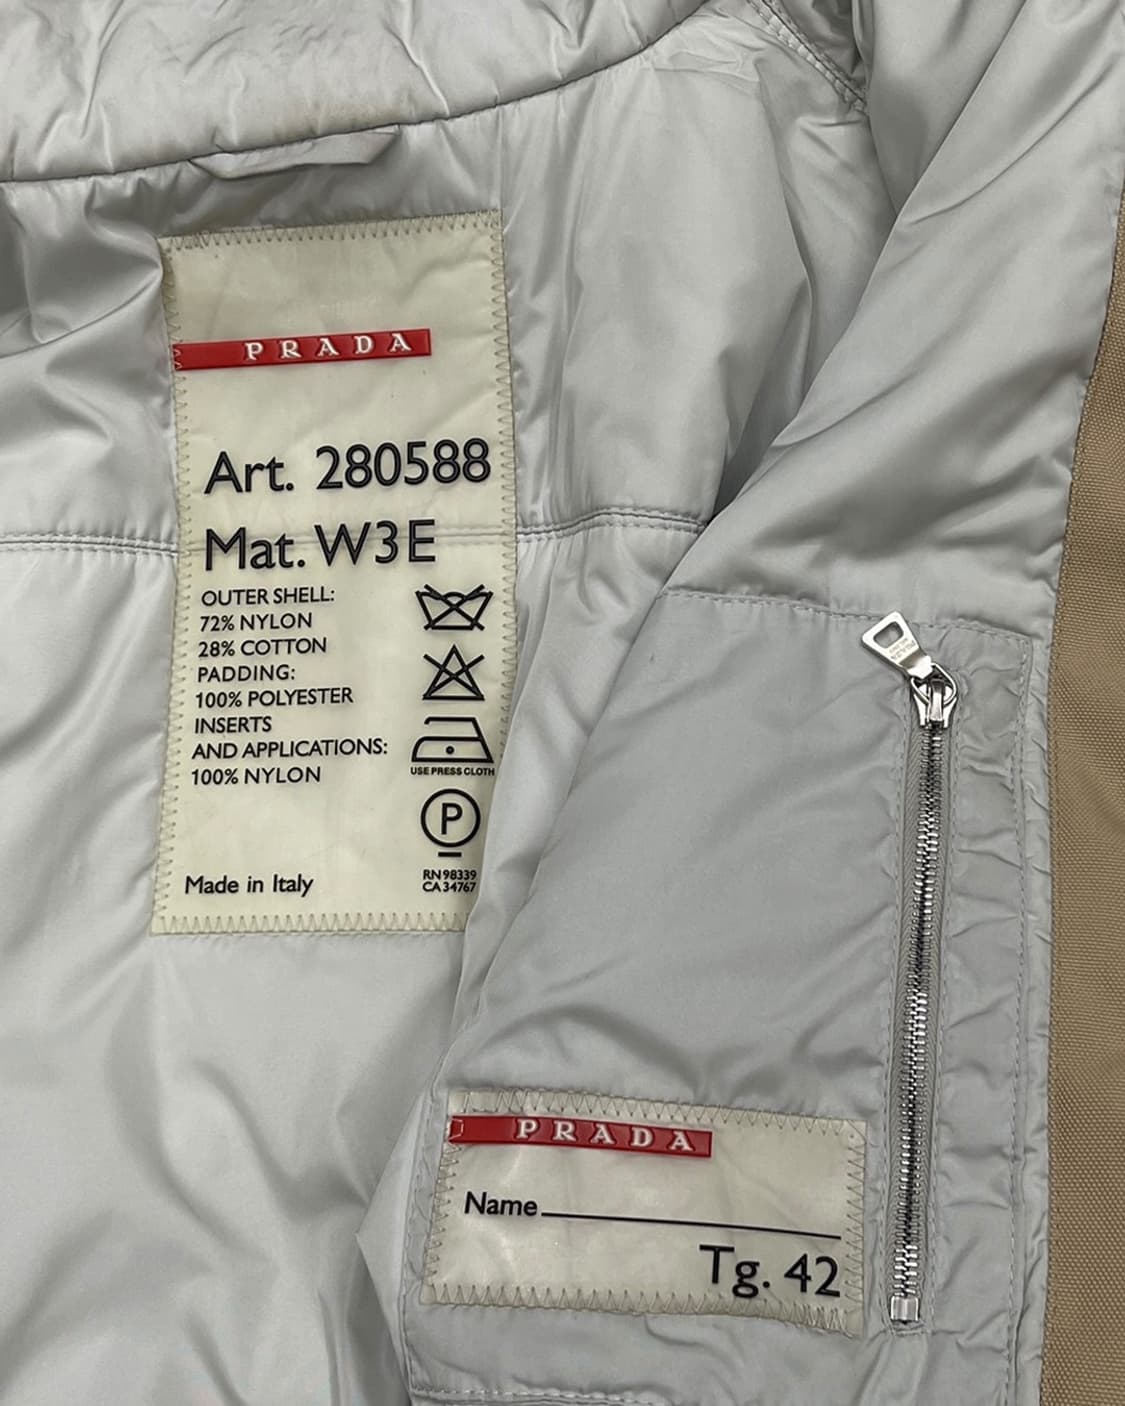 PRADA
Art. 280588
Mat. W3E
OUTER SHELL:
72% NYLON
28% COTTON
PADDING:
100% POLYESTER
INSERTS
AND APPLICATIONS:
100% NYLON
USE PRESS CLOTH
P
Made in Italy
RN 98339
CA 34767
PRADA
Name
Tg. 42